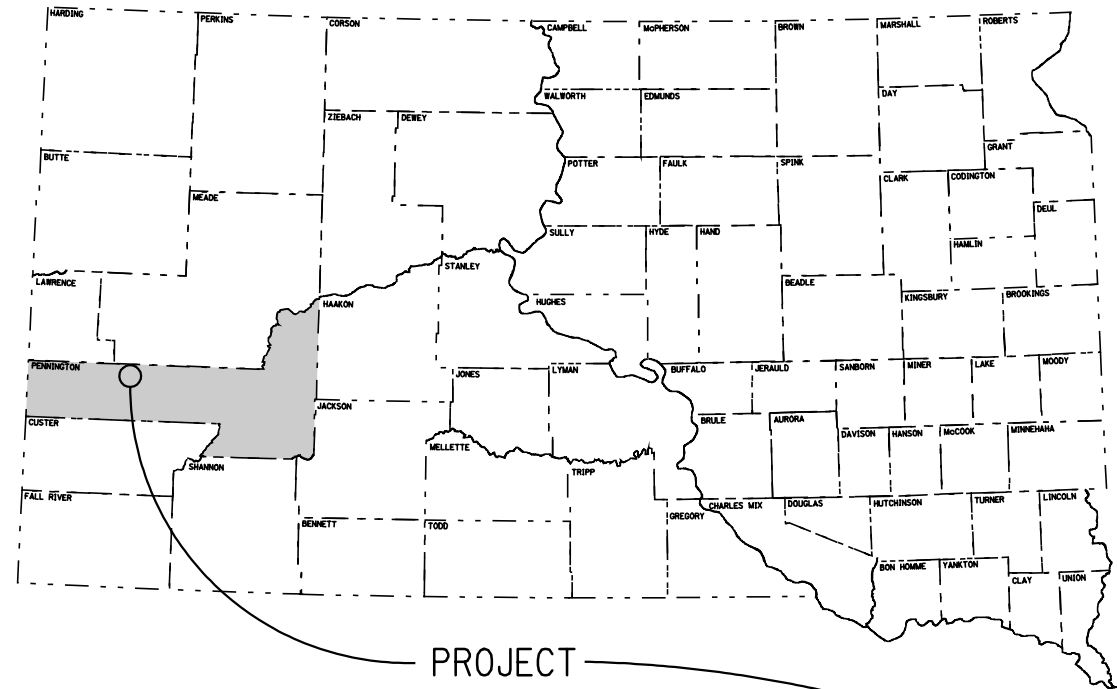 HARDING
PERKINS
CORSON
CAMPBELL
McPHERSON
BROWN
MARSHALL
ROBERTS
WALWORTH
EDMUNDS
DAY
ZIEBACH
DEWEY
GRANT
BUTTE
POTTER
FAULK
SPINK
CLARK
CODINGTON
MEADE
DEUL
SULLY
HYDE
HAND
HAMLIN
STANLEY
LAWRENCE
BEADLE
KINGSBURY
BROOKINGS
HAAKON
HUGHES
PENNINGTON
JONES
LYMAN
BUFFALO
JERAULD
SANBORN
MINER
LAKE
MOODY
JACKSON
CUSTER
BRULE
AURORA
DAVISON
HANSON
McCOOK
MINNEHAHA
MELLETTE
SHANNON
TRIPP
FALL RIVER
CHARLES MIX
DOUGLAS
HUTCHINSON
TURNER
LINCOLN
GREGORY
BENNETT
TODD
BON HOMME
YANKTON
CLAY
UNION
PROJECT